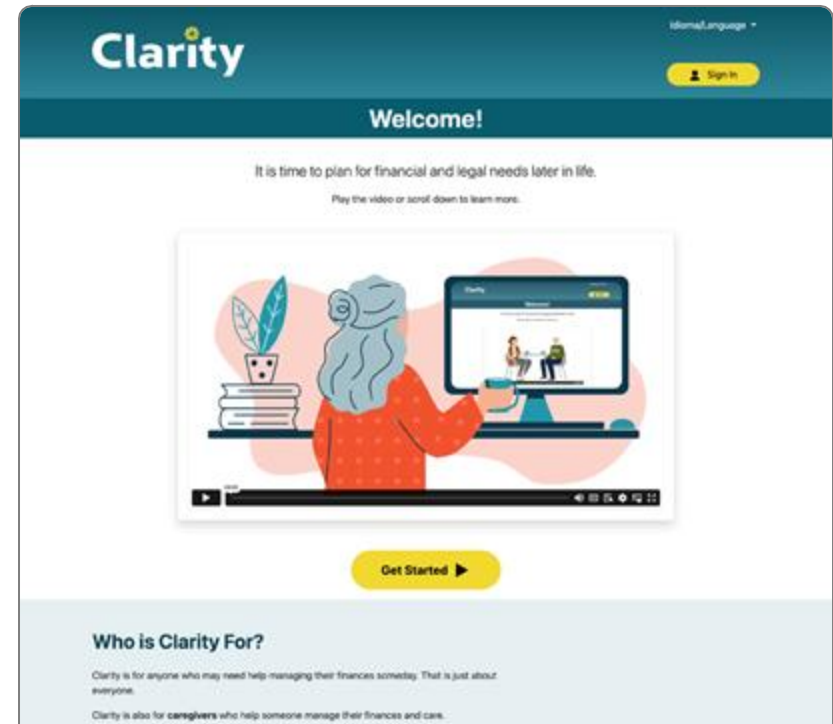 Idioma/Language
Clarity
Sign In
Welcome!
It is time to plan for financial and legal needs later in life.
Play the video or scroll down to learn more.
Clarity
Welcome!
Get Started
Who is Clarity For?
Clarity is for anyone who may need help managing their finances someday. That is just about
everyone.
Clarity is also for caregivers who help someone manage their finances and care.